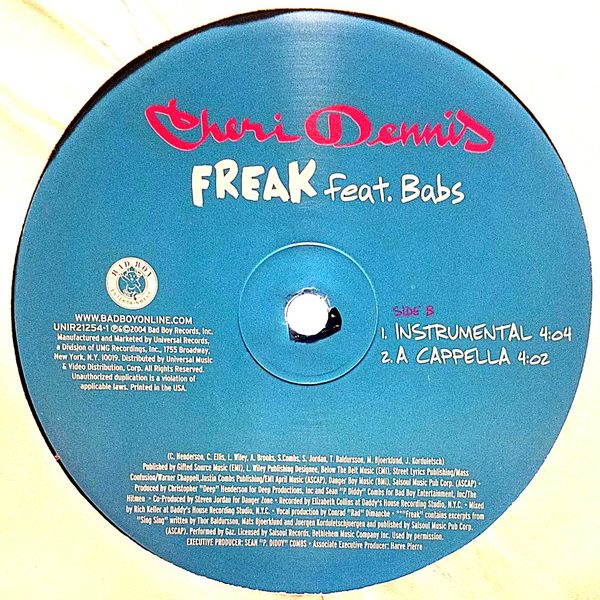 Cheri Dennis
FREAK feat. Babs
BAD BOY
ENTERTAINMENT
WWW.BADBOYONLINE.COM
UNIR21254-1 ℗&©2004 Bad Boy Records, Inc.
Manufactured and Marketed by Universal Records,
a Division of UMG Recordings, Inc., 1755 Broadway,
New York, N.Y. 10019. Distributed by Universal Music
& Video Distribution, Corp. All Rights Reserved.
Unauthorized duplication is a violation of
applicable laws. Printed in the USA.
SIDE B
1. INSTRUMENTAL 4:04
2. A CAPPELLA 4:02
(C. Henderson, C. Ellis, L. Wiley, A. Brooks, S.Combs, S. Jordan, T. Baldursson, M. Bjoerklund, J. Korduletsch)
Published by Gifted Source Music (EMI), L. Wiley Publishing Designee, Below The Belt Music (EMI), Street Lyrics Publishing/Mass
Confusion/Warner Chappell,Justin Combs Publishing/EMI April Music (ASCAP), Danger Boy Music (BMI), Salsoul Music Pub Corp. (ASCAP) •
Produced by Christopher "Deep" Henderson for Deep Productions, Inc and Sean "P Diddy" Combs for Bad Boy Entertainment, Inc/The
Hitmen • Co-Produced by Steven Jordan for Danger Zone • Recorded by Elizabeth Collins at Daddy's House Recording Studio, N.Y.C. • Mixed
by Rich Keller at Daddy's House Recording Studio, N.Y.C. • Vocal production by Conrad "Rad" Dimanche • ""Freak" contains excerpts from
"Sing Sing" written by Thor Baldursson, Mats Bjoerklund and Juergen Korduletschjuergen and published by Salsoul Music Pub Corp.
(ASCAP). Performed by Gaz. Licensed by Salsoul Records, Bethlehem Music Company Inc. Used by permission.
EXECUTIVE PRODUCER: SEAN "P. DIDDY" COMBS • Associate Executive Producer: Harve Pierre